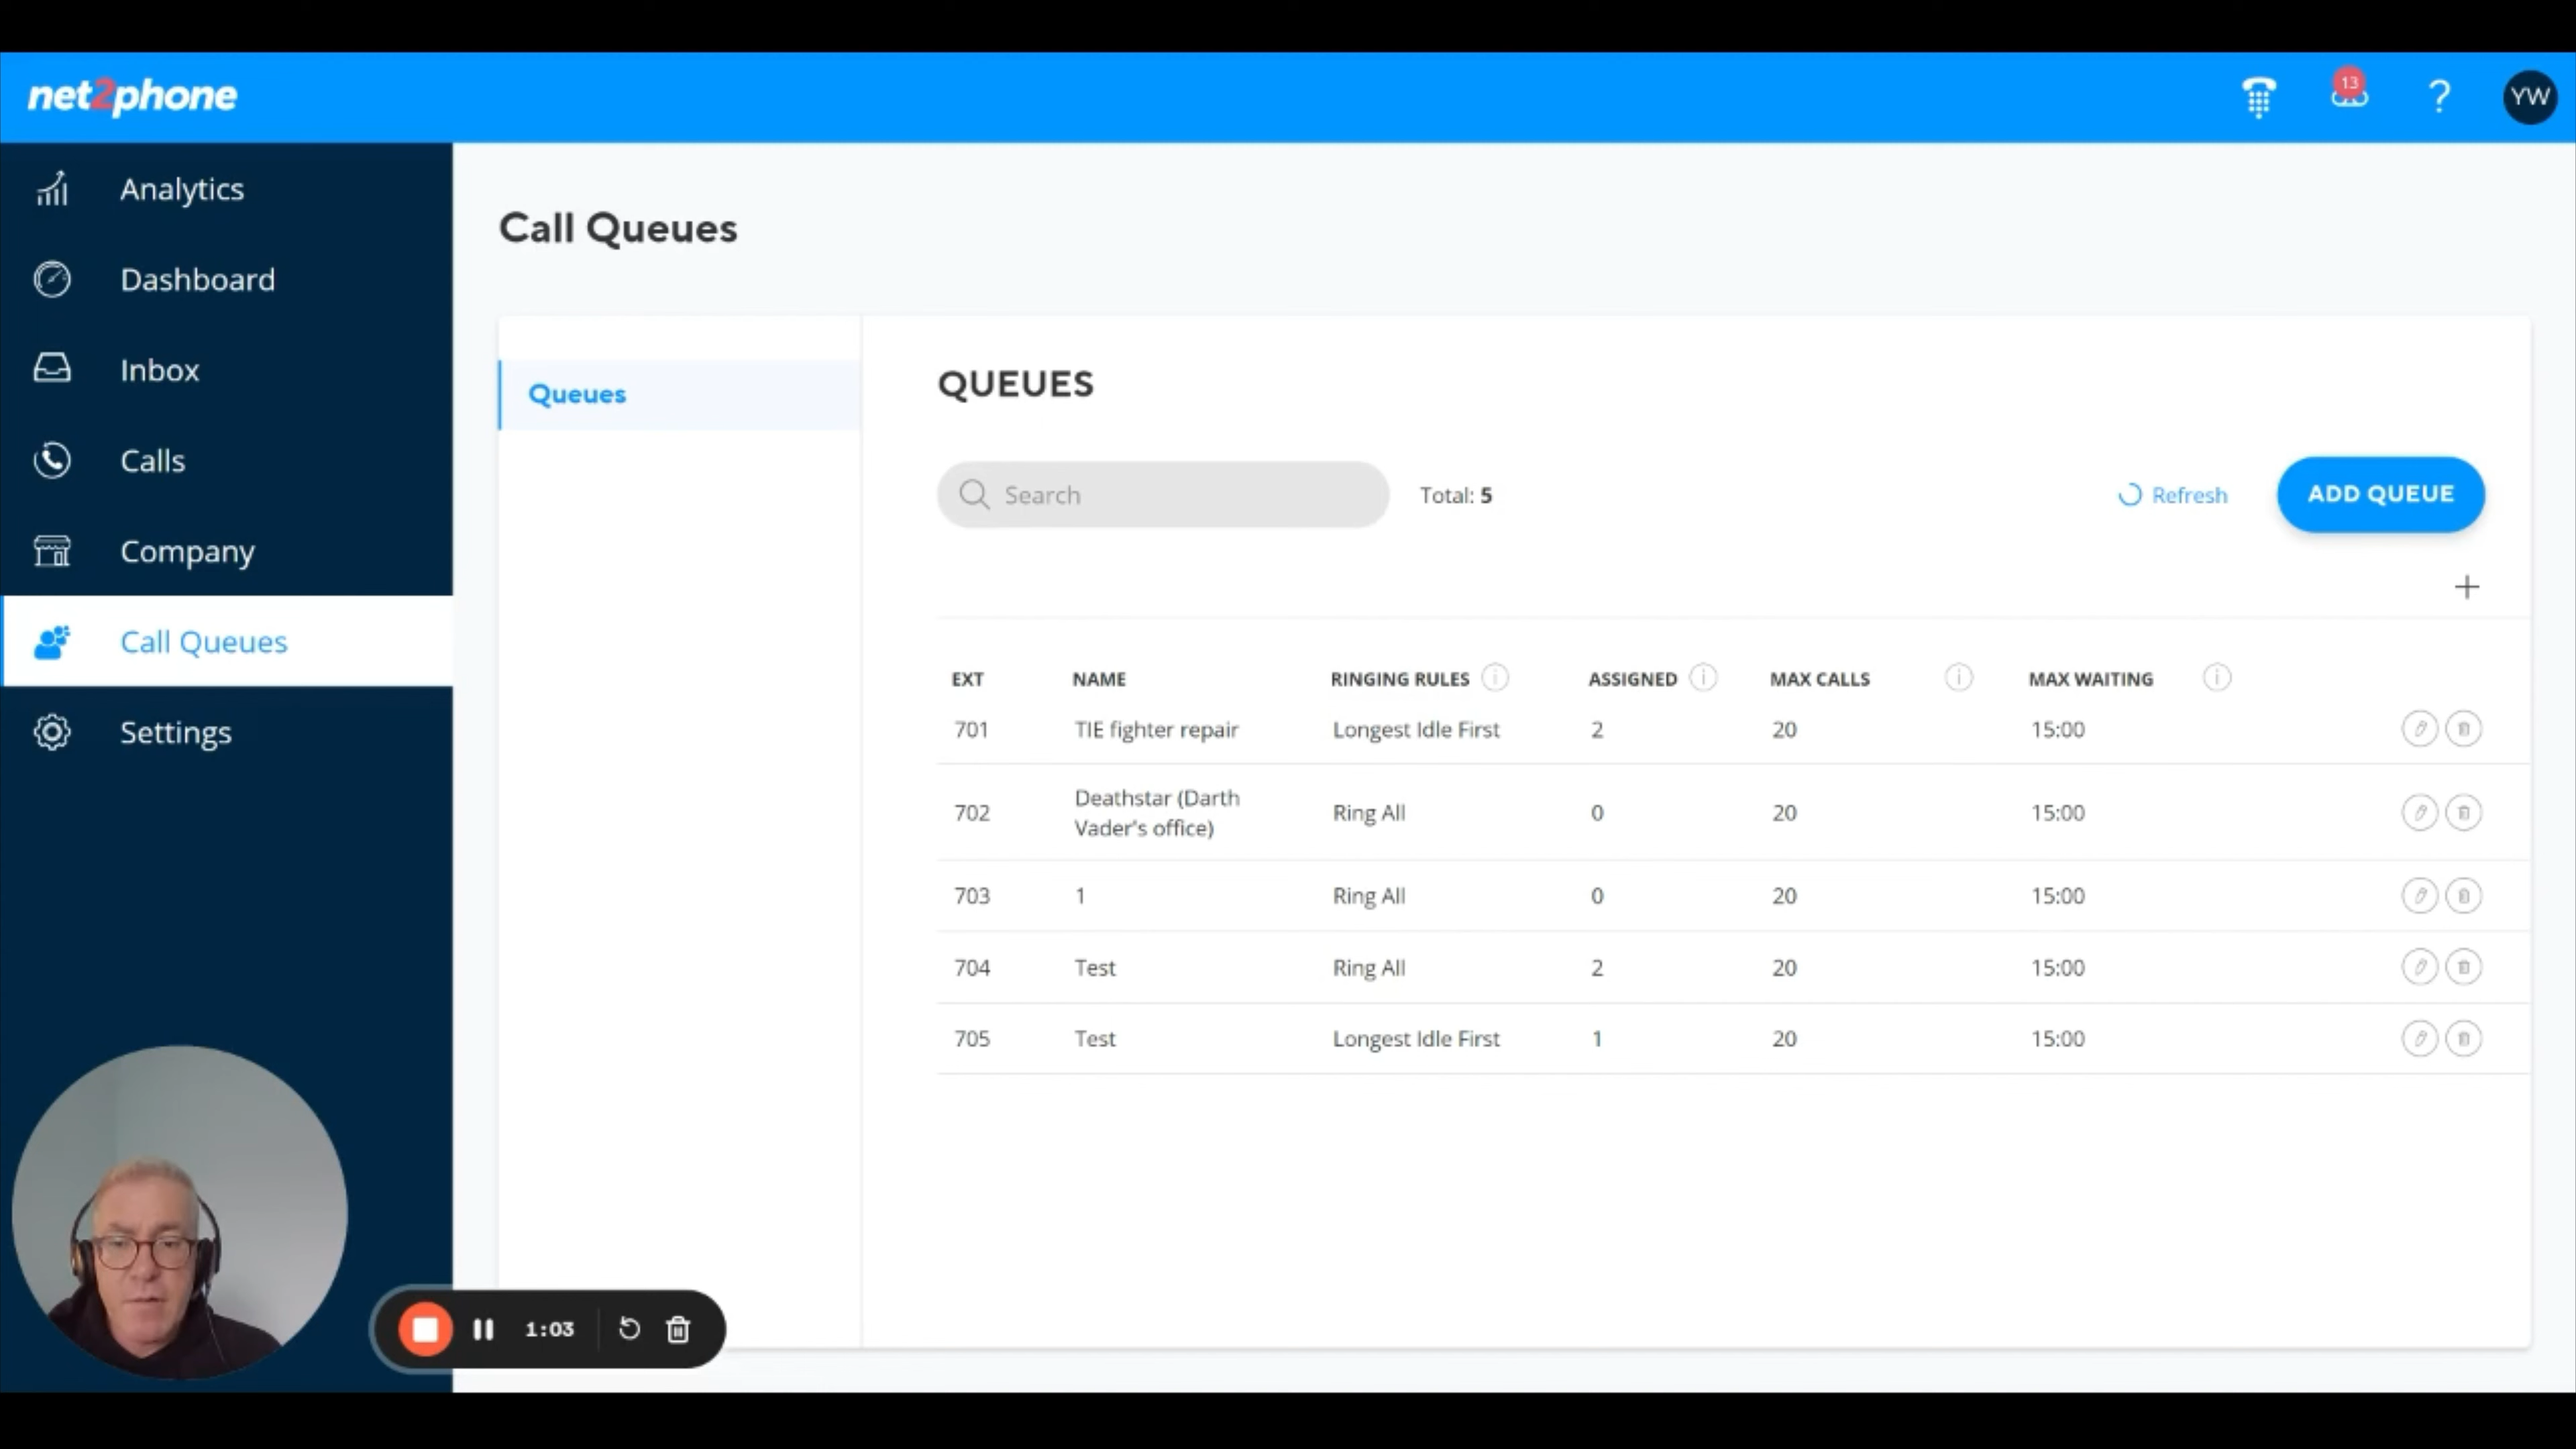 net2phone
13
?
YW
Analytics
Dashboard
Inbox
Calls
Company
Call Queues
Settings
Call Queues
Queues
QUEUES
Search
Total: 5
Refresh
ADD QUEUE
+
EXT NAME RINGING RULES ASSIGNED MAX CALLS MAX WAITING
701 TIE fighter repair Longest Idle First 2 20 15:00
702 Deathstar (Darth Vader's office) Ring All 0 20 15:00
703 1 Ring All 0 20 15:00
704 Test Ring All 2 20 15:00
705 Test Longest Idle First 1 20 15:00
1:03